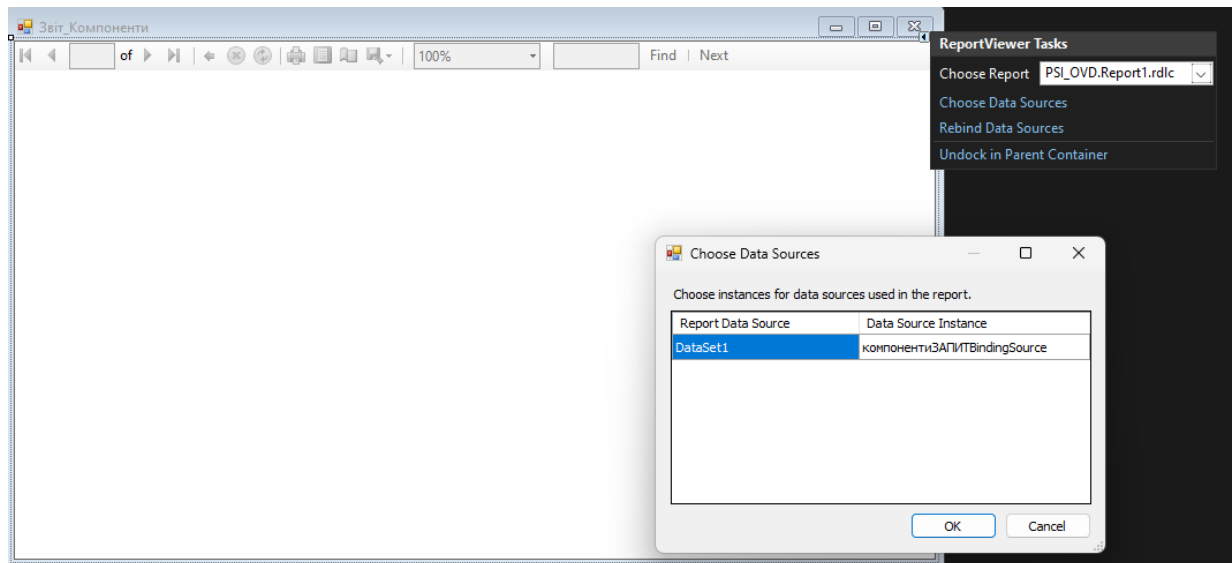 Звіт_Компоненти
of 100% Find | Next
ReportViewer Tasks
Choose Report PSI_OVD.Report1.rdlc
Choose Data Sources
Rebind Data Sources
Undock in Parent Container
Choose Data Sources
Choose instances for data sources used in the report.
Report Data Source Data Source Instance
DataSet1 компонентиЗАПИТBindingSource
OK Cancel